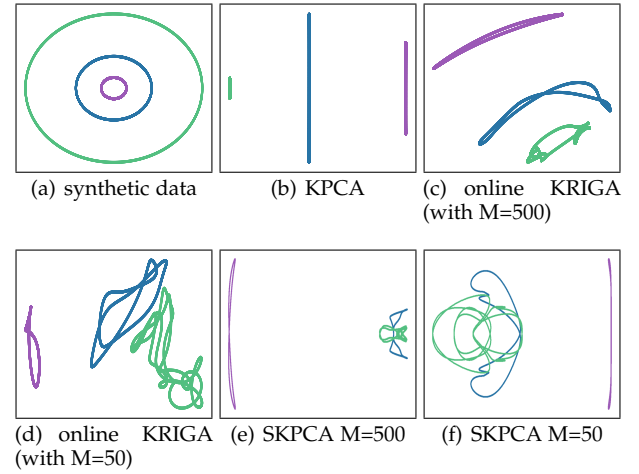 (a) synthetic data
(b) KPCA
(c) online KRIGA
(with M=500)
(d) online KRIGA
(with M=50)
(e) SKPCA M=500
(f) SKPCA M=50